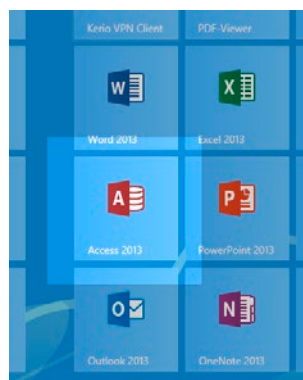 Kerio VPN Client
PDF-Viewer
W
X
Word 2013
Excel 2013
A
P
Access 2013
PowerPoint 2013
O
N
Outlook 2013
OneNote 2013